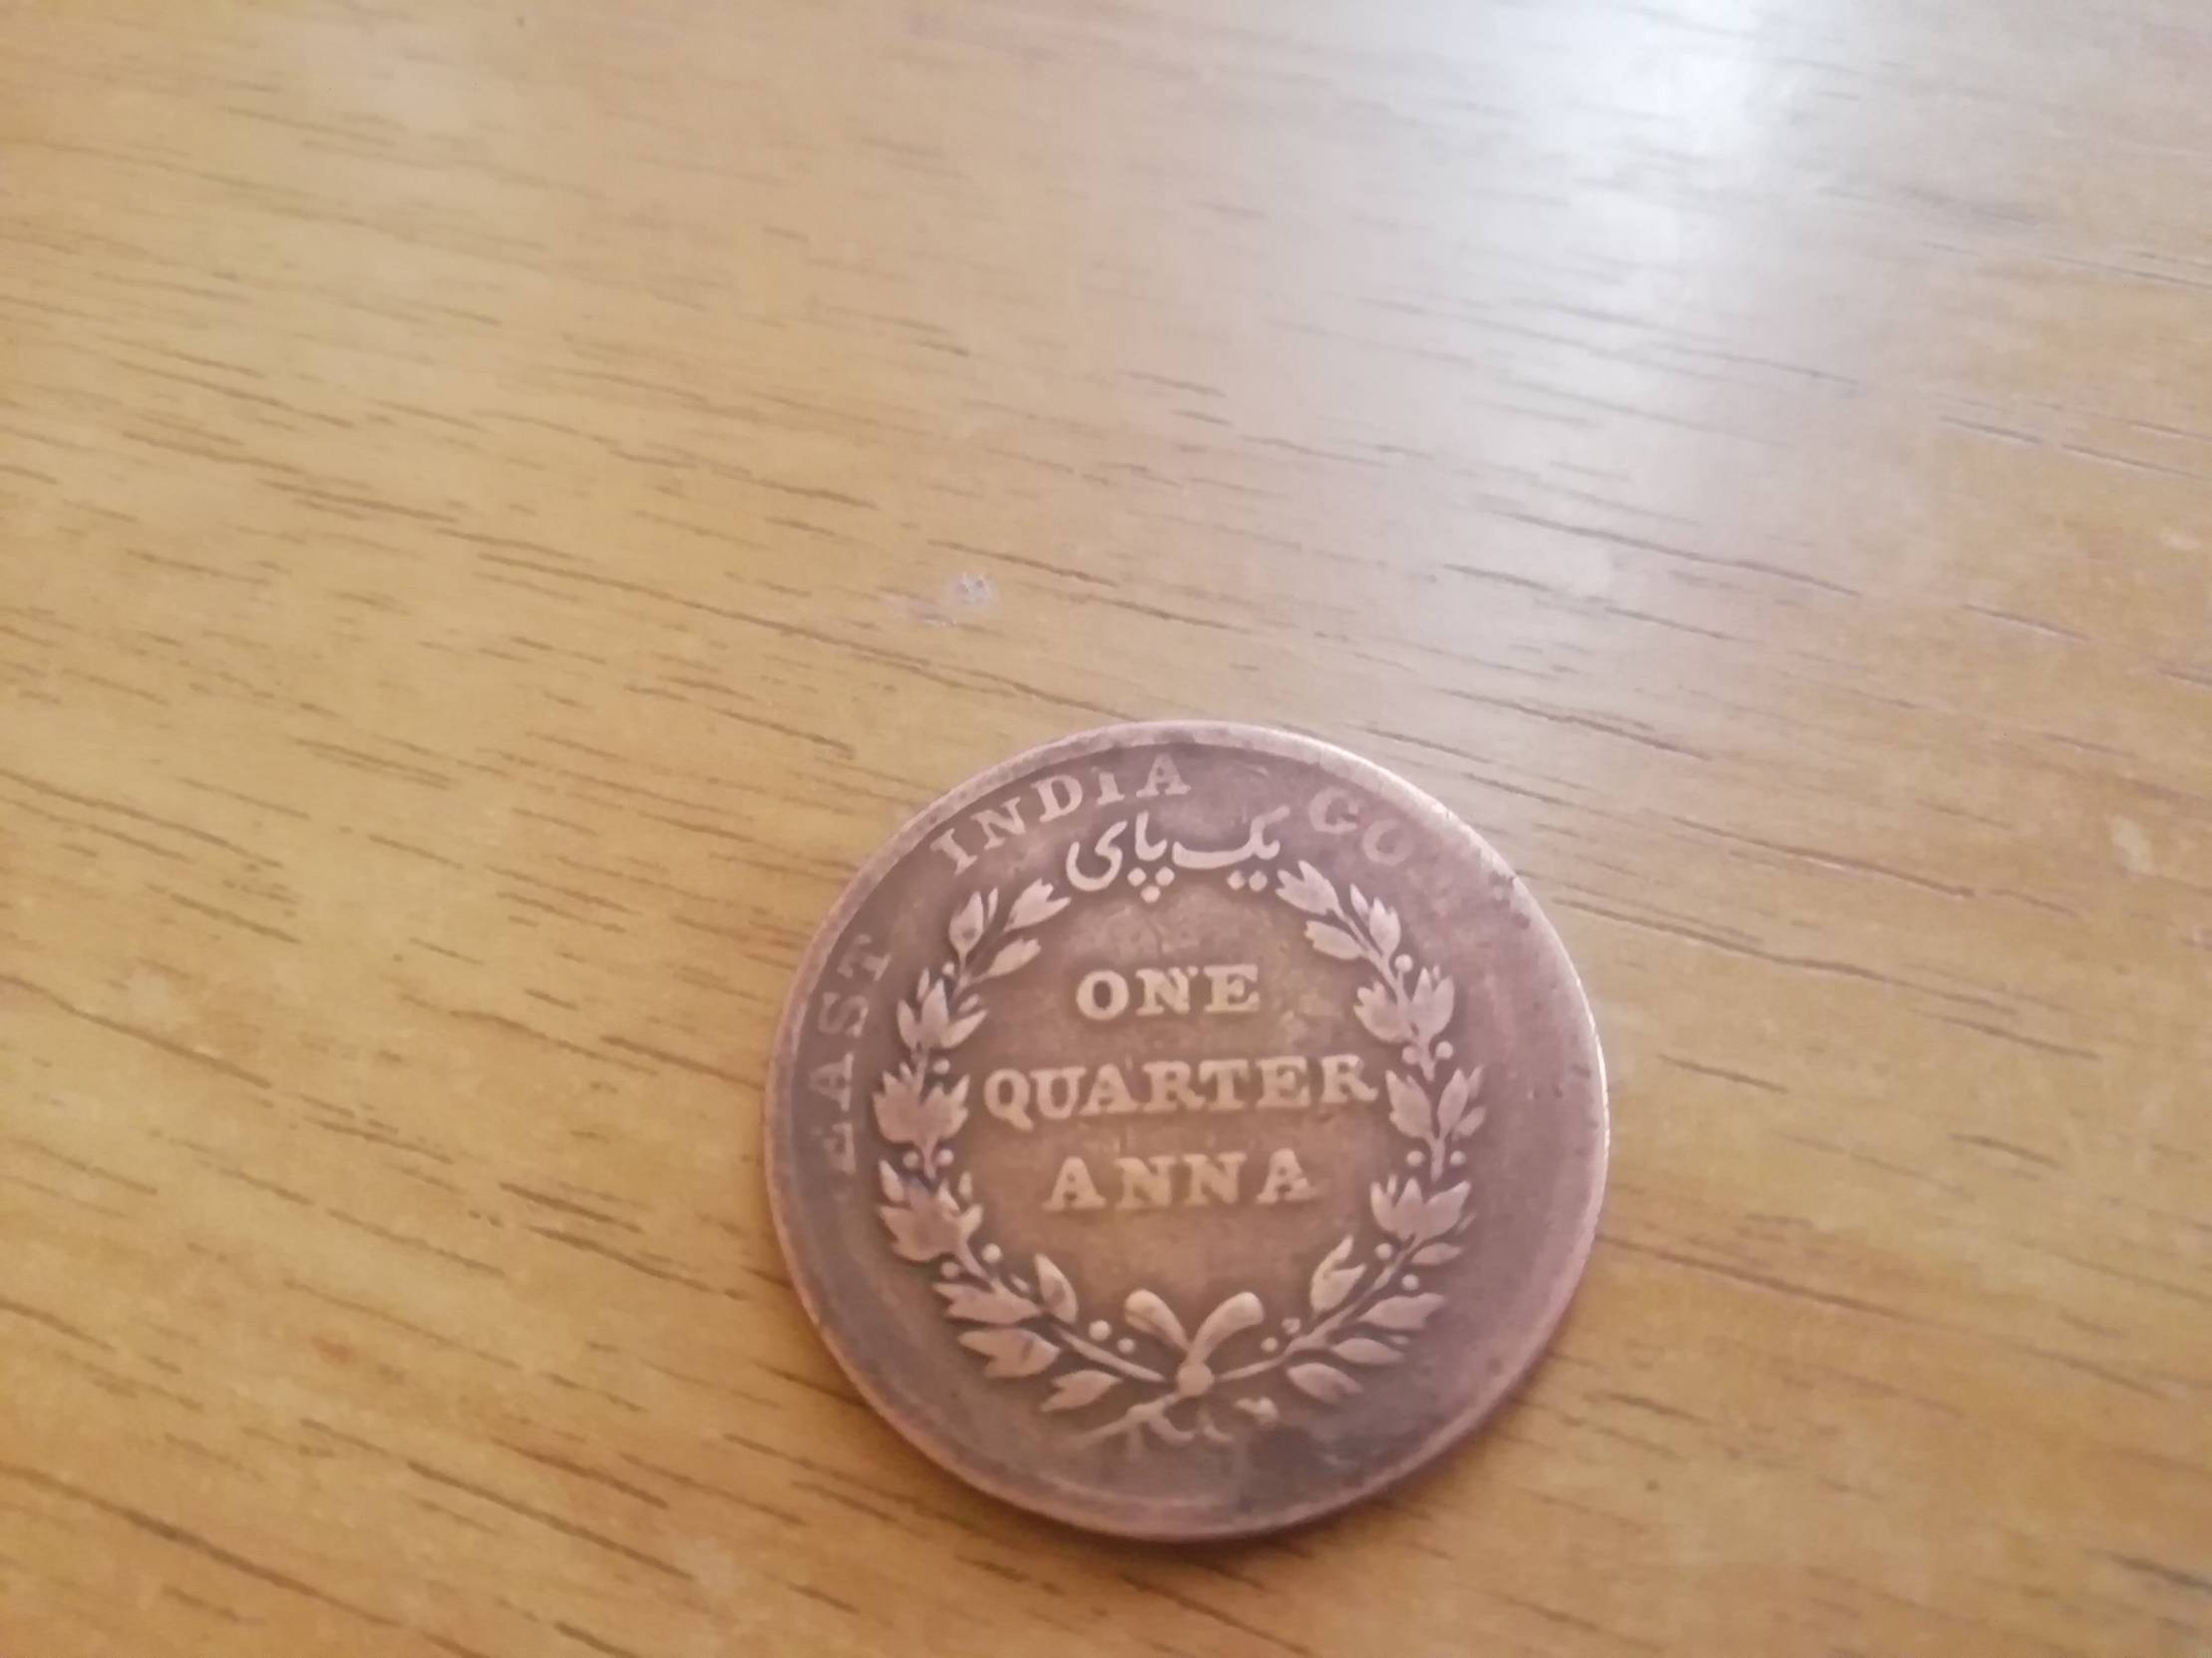 EAST INDIA CO
یک پای
ONE
QUARTER
ANNA